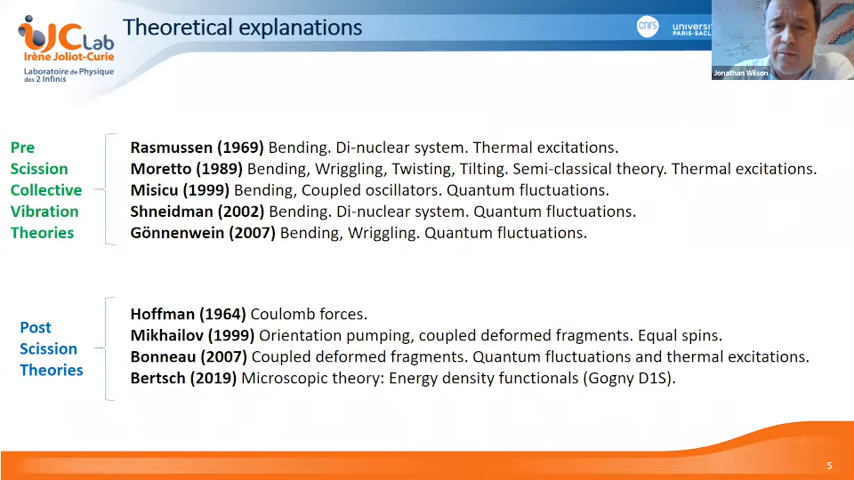 Theoretical explanations
IJCLab
Irène Joliot-Curie
Laboratoire de Physique
des 2 Infinis
cnrs
université
PARIS-SACL
Jonathan Wilson
Pre
Scission
Collective
Vibration
Theories
Rasmussen (1969) Bending. Di-nuclear system. Thermal excitations.
Moretto (1989) Bending, Wriggling, Twisting, Tilting. Semi-classical theory. Thermal excitations.
Misicu (1999) Bending, Coupled oscillators. Quantum fluctuations.
Shneidman (2002) Bending. Di-nuclear system. Quantum fluctuations.
Gönnenwein (2007) Bending, Wriggling. Quantum fluctuations.
Post
Scission
Theories
Hoffman (1964) Coulomb forces.
Mikhailov (1999) Orientation pumping, coupled deformed fragments. Equal spins.
Bonneau (2007) Coupled deformed fragments. Quantum fluctuations and thermal excitations.
Bertsch (2019) Microscopic theory: Energy density functionals (Gogny D1S).
5